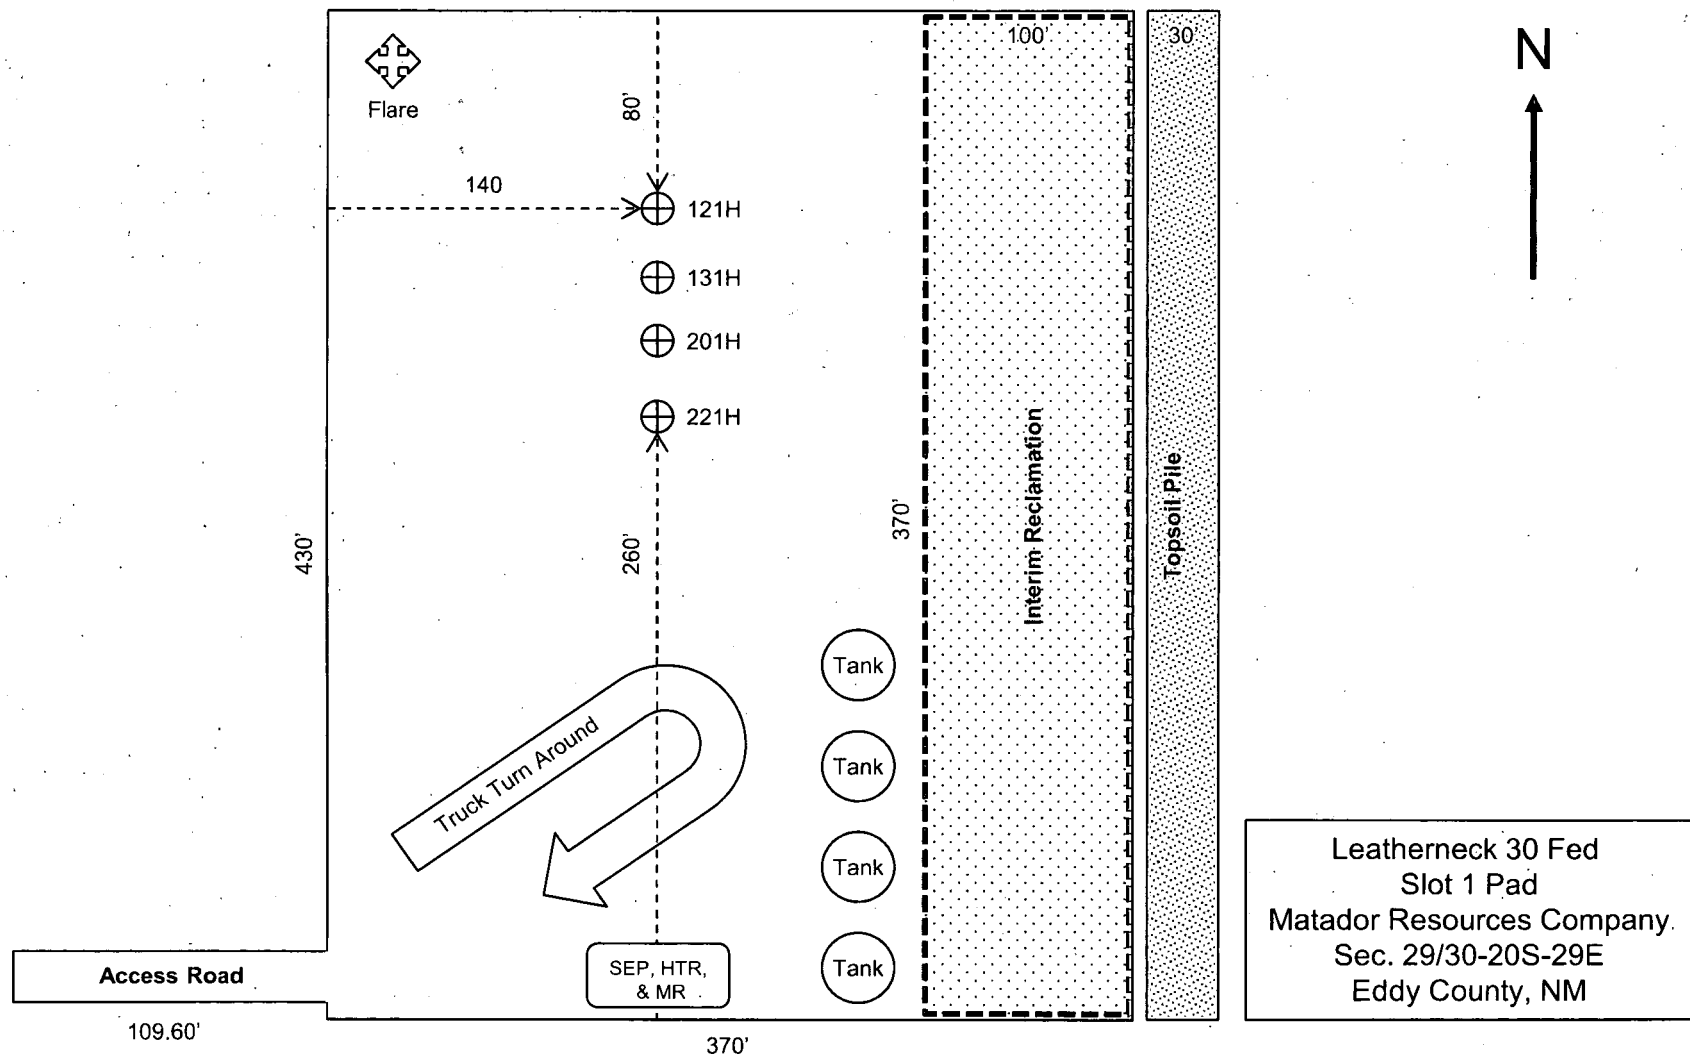 100'
30'
N
Flare
80'
140
121H
131H
201H
221H
430'
260'
370'
Interim Reclamation
Topsoil Pile
Tank
Truck Turn Around
Tank
Tank
Tank
Access Road
SEP, HTR,
& MR
109.60'
370'
Leatherneck 30 Fed
Slot 1 Pad
Matador Resources Company
Sec. 29/30-20S-29E
Eddy County, NM